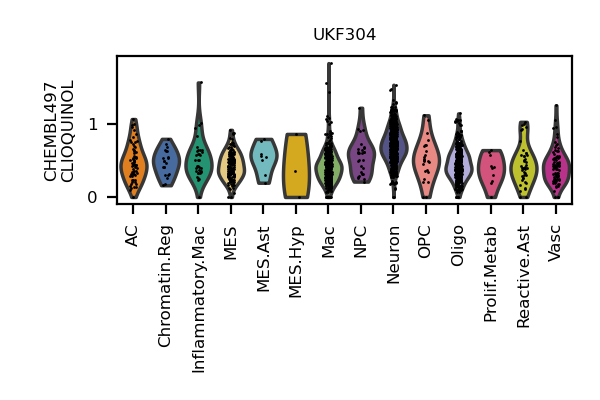 UKF304
CHEMBL497
CLIOQUINOL
1
0
AC
Chromatin.Reg
Inflammatory.Mac
MES
MES.Ast
MES.Hyp
Mac
NPC
Neuron
OPC
Oligo
Prolif.Metab
Reactive.Ast
Vasc